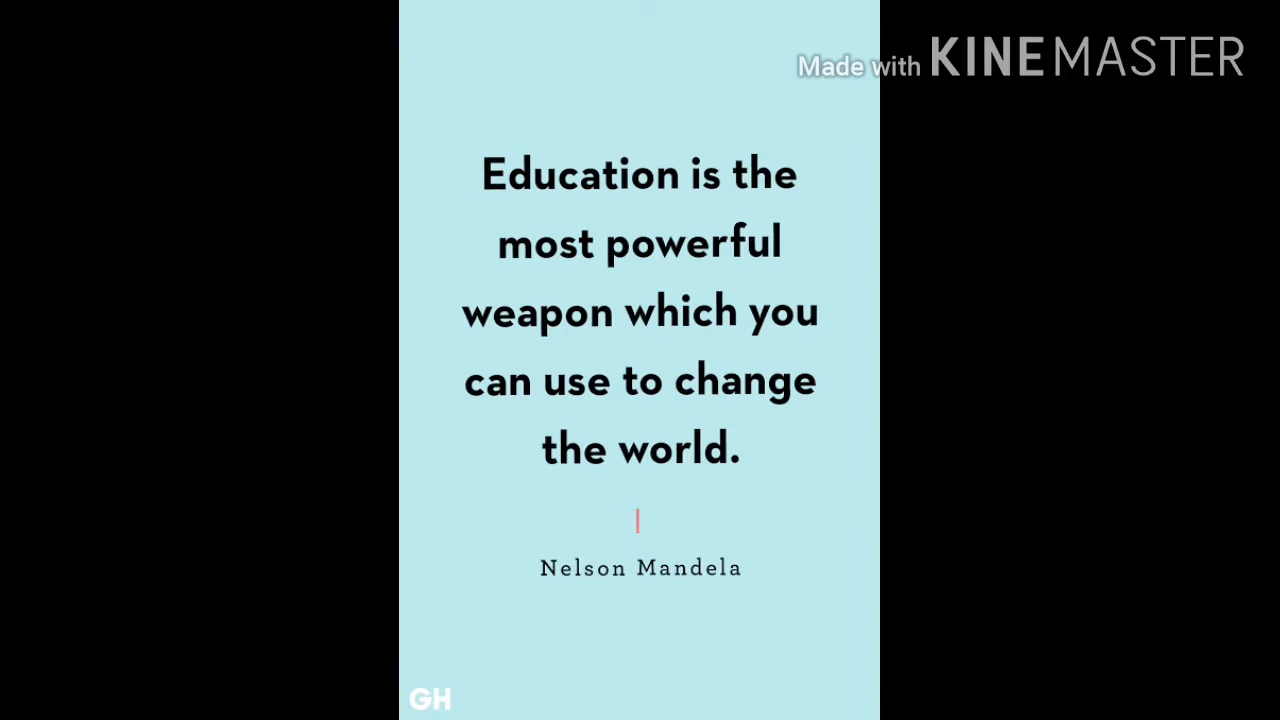 Made with KINEMASTER
Education is the
most powerful
weapon which you
can use to change
the world.
Nelson Mandela
GH